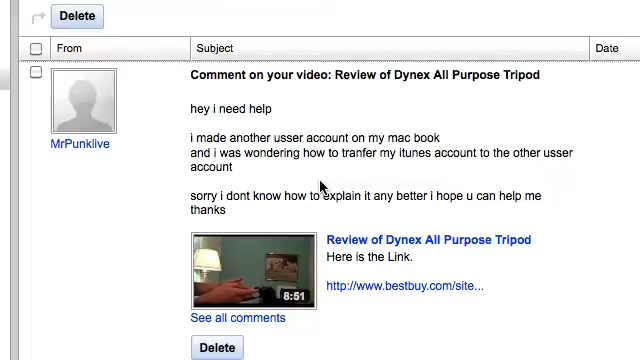 Delete
From Subject Date
Comment on your video: Review of Dynex All Purpose Tripod
hey i need help
i made another usser account on my mac book
and i was wondering how to tranfer my itunes account to the other usser
account
MrPunklive
sorry i dont know how to explain it any better i hope u can help me
thanks
Review of Dynex All Purpose Tripod
Here is the Link.
http://www.bestbuy.com/site...
8:51
See all comments
Delete